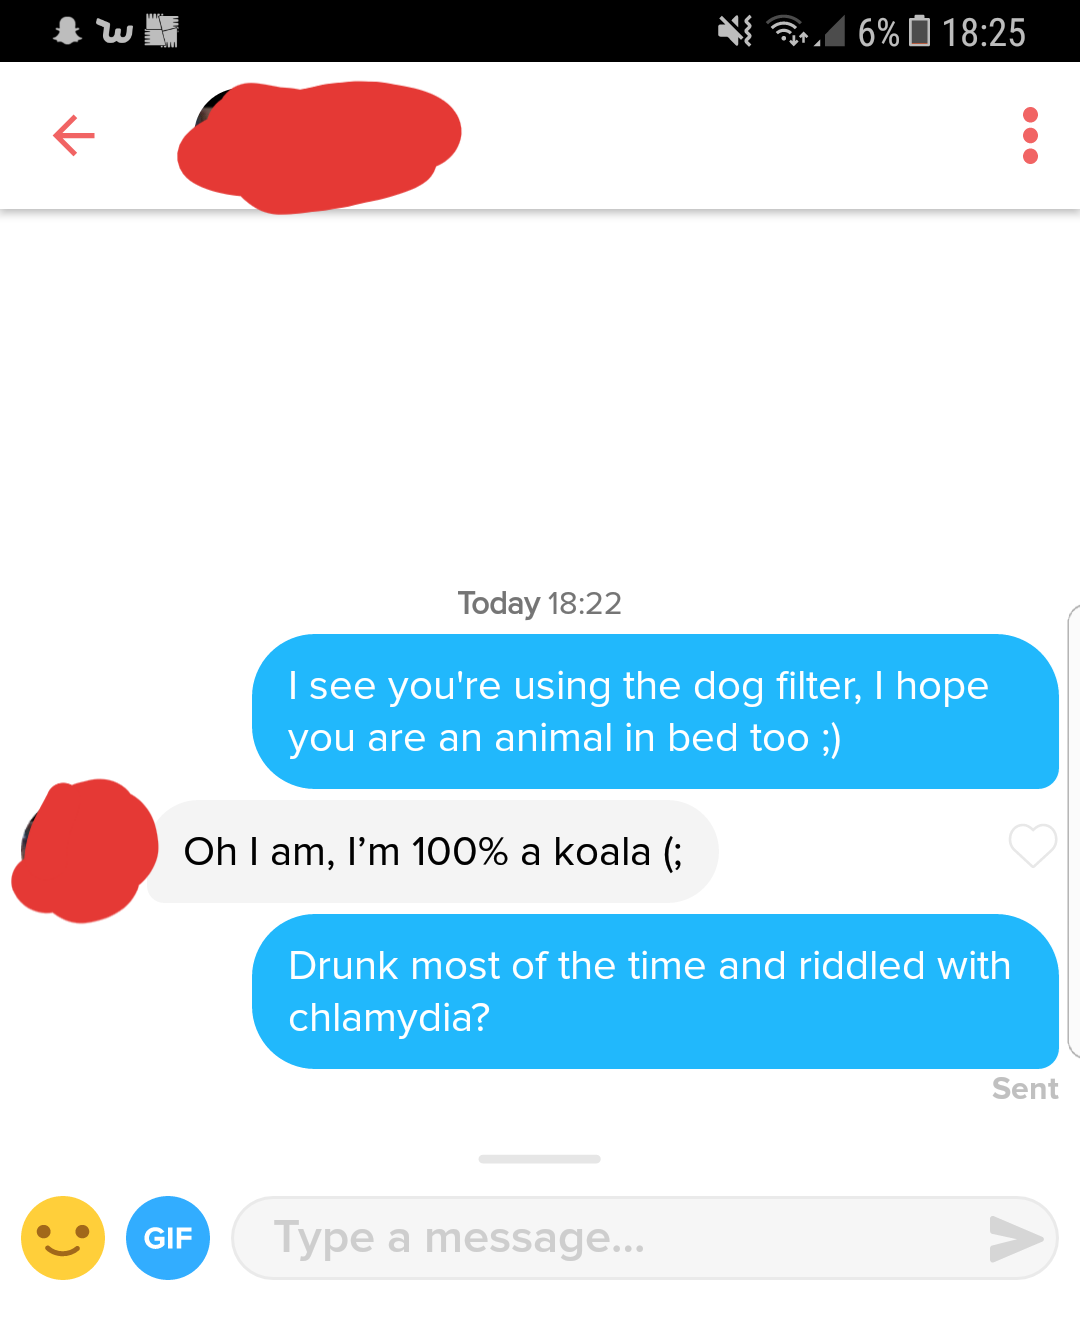 6% 18:25
Today 18:22
I see you're using the dog filter, I hope
you are an animal in bed too ;)
Oh I am, I’m 100% a koala (;
Drunk most of the time and riddled with
chlamydia?
Sent
GIF
Type a message...